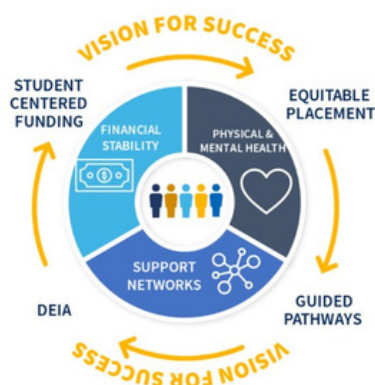 VISION FOR SUCCESS
STUDENT
CENTERED
FUNDING
EQUITABLE
PLACEMENT
FINANCIAL
STABILITY
PHYSICAL &
MENTAL HEALTH
$
SUPPORT
NETWORKS
DEIA
GUIDED
PATHWAYS
VISION FOR SUCCESS